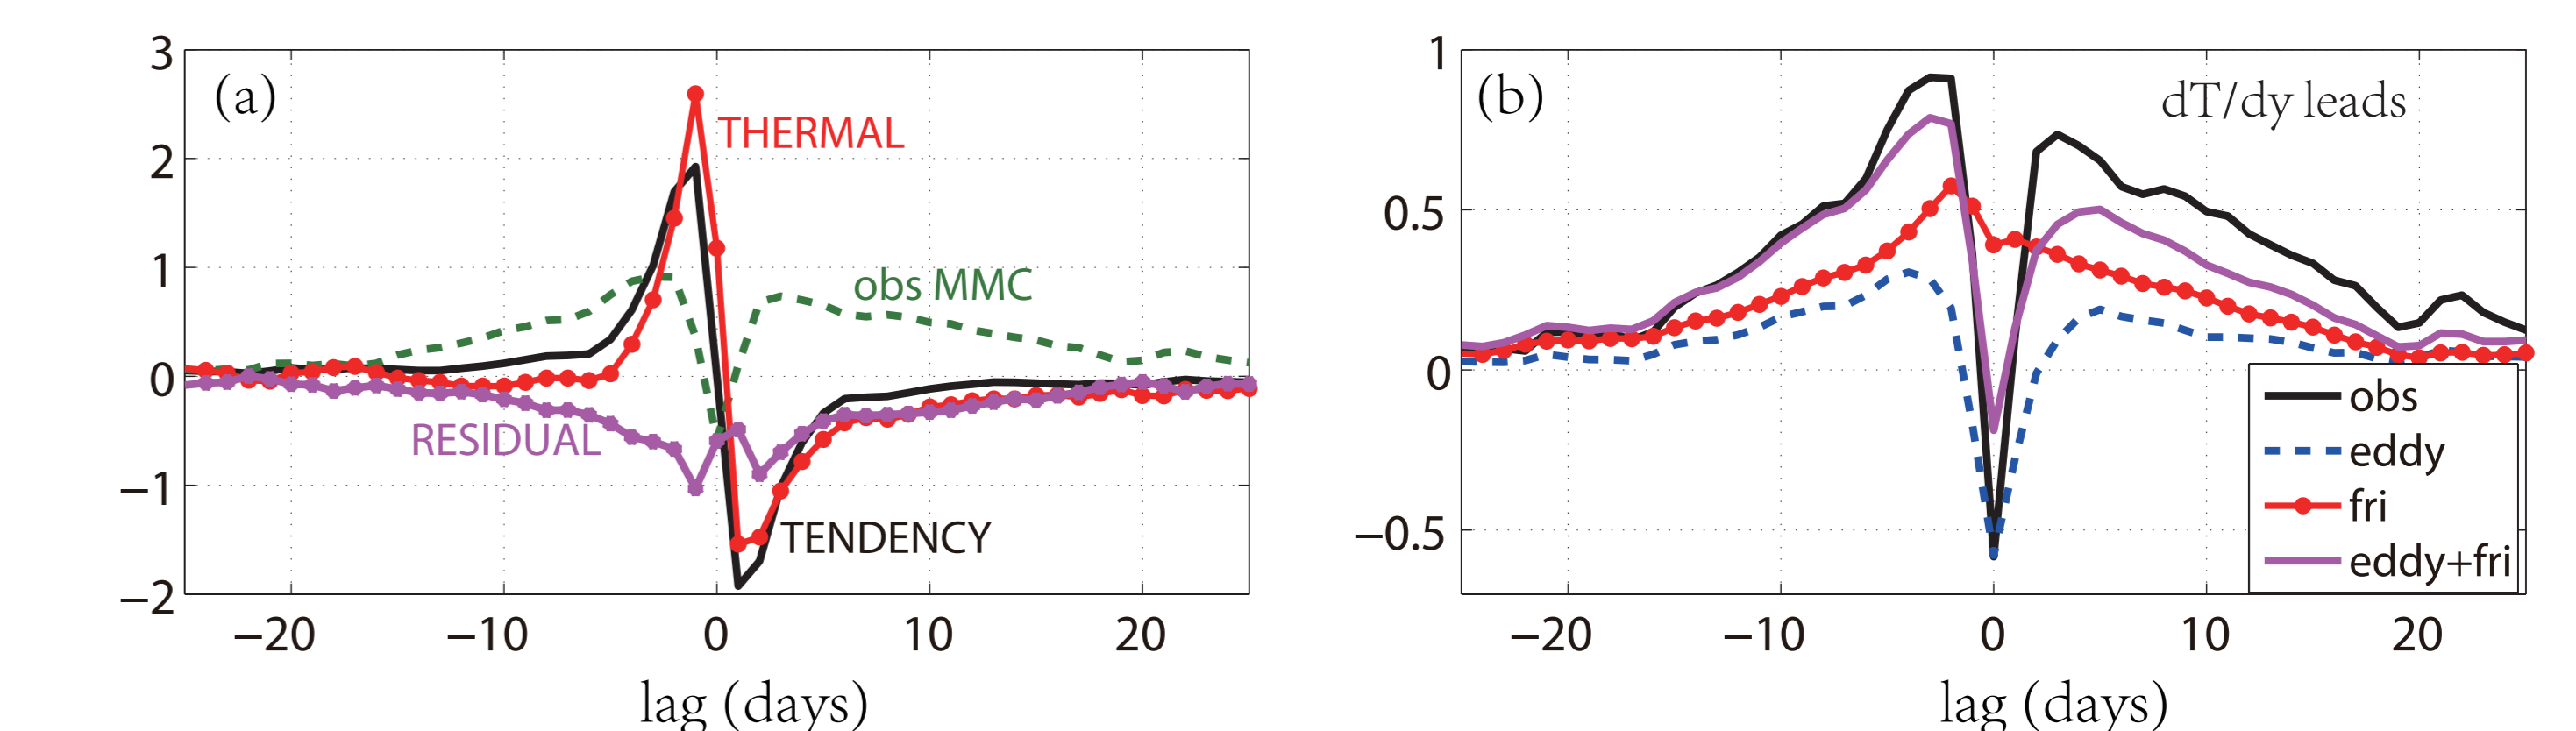 (a)
3
2
1
0
−1
−2
THERMAL
obs MMC
RESIDUAL
TENDENCY
−20 −10 0 10 20
lag (days)
(b)
dT/dy leads
1
0.5
0
−0.5
obs
eddy
fri
eddy+fri
−20 −10 0 10 20
lag (days)